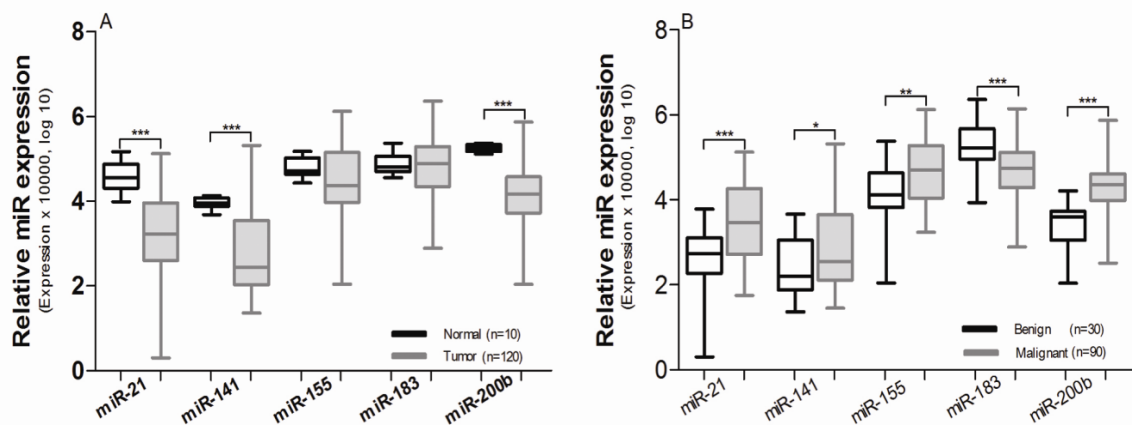 A
Relative miR expression
(Expression x 10000, log 10)
8
6
4
2
0
***
***
***
Normal (n=10)
Tumor (n=120)
miR-21
miR-141
miR-155
miR-183
miR-200b
B
Relative miR expression
(Expression x 10000, log 10)
8
6
4
2
0
***
*
**
***
***
Benign (n=30)
Malignant (n=90)
miR-21
miR-141
miR-155
miR-183
miR-200b